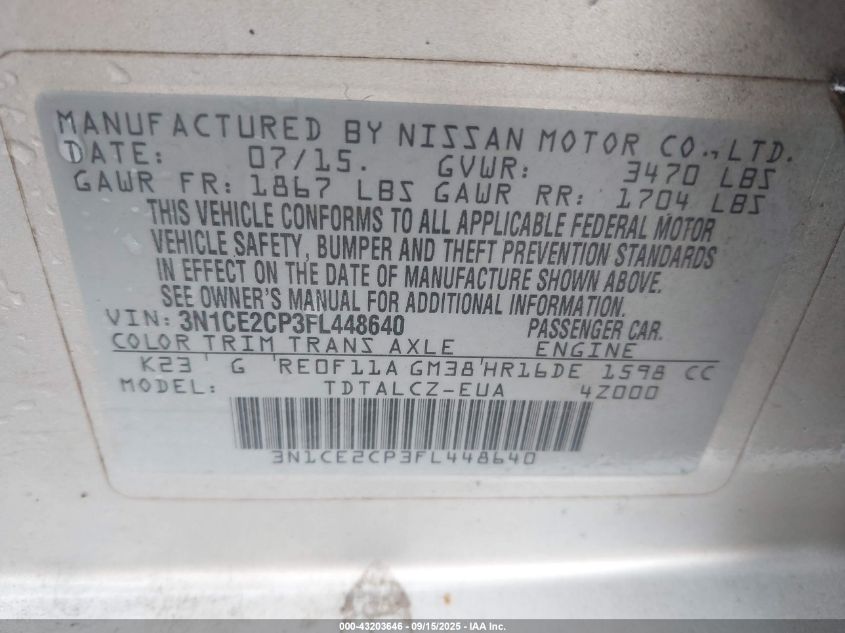 MANUFACTURED BY NISSAN MOTOR CO., LTD.
DATE: 07/15. GVWR: 3470 LBS
GAWR FR: 1867 LBS GAWR RR: 1704 LBS
THIS VEHICLE CONFORMS TO ALL APPLICABLE FEDERAL MOTOR
VEHICLE SAFETY, BUMPER AND THEFT PREVENTION STANDARDS
IN EFFECT ON THE DATE OF MANUFACTURE SHOWN ABOVE.
SEE OWNER'S MANUAL FOR ADDITIONAL INFORMATION.
VIN: 3N1CE2CP3FL448640 PASSENGER CAR.
COLOR TRIM TRANS AXLE ENGINE
K23 ' G ' RE0F11A GM38 ' HR16DE 1598 CC
MODEL: TDTALCZ-EUA 4Z000
3N1CE2CP3FL448640
000-43203646 - 09/15/2025 - IAA Inc.